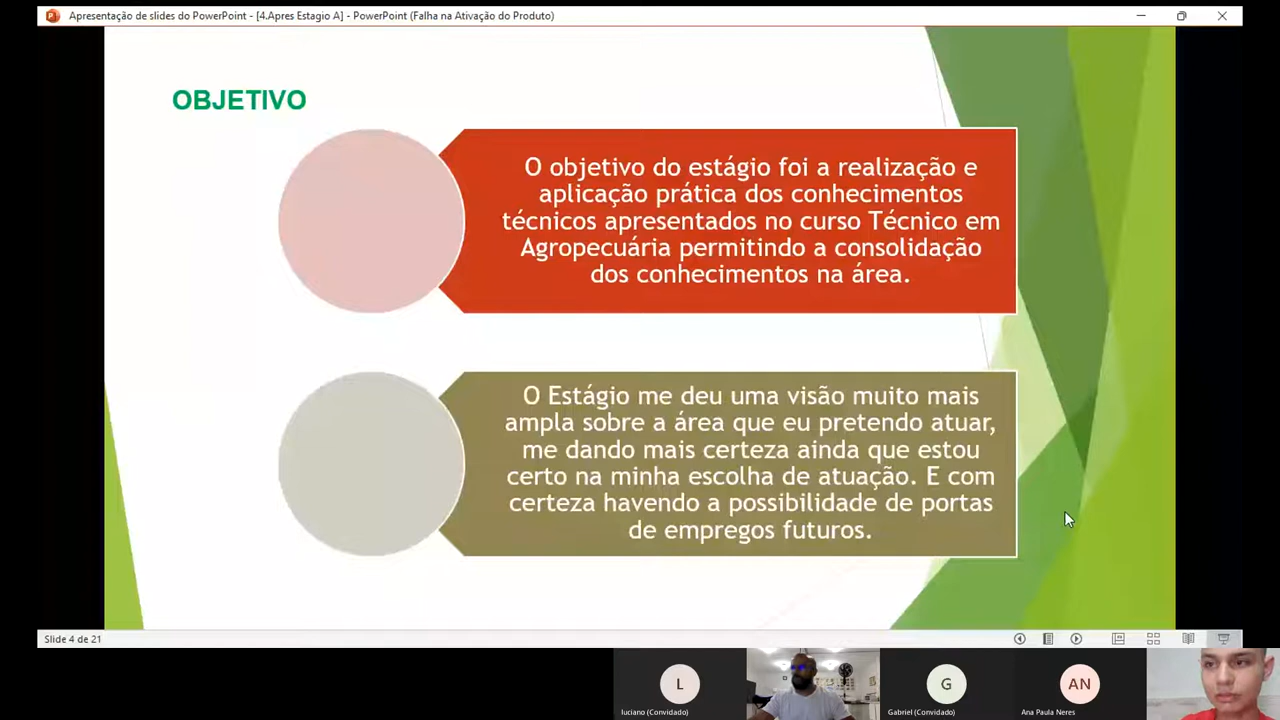 Apresentação de slides do PowerPoint - [4.Apres Estagio A] - PowerPoint (Falha na Ativação do Produto)
OBJETIVO
O objetivo do estágio foi a realização e
aplicação prática dos conhecimentos
técnicos apresentados no curso Técnico em
Agropecuária permitindo a consolidação
dos conhecimentos na área.
O Estágio me deu uma visão muito mais
ampla sobre a área que eu pretendo atuar,
me dando mais certeza ainda que estou
certo na minha escolha de atuação. E com
certeza havendo a possibilidade de portas
de empregos futuros.
Slide 4 de 21
L
G
AN
luciano (Convidado)
Gabriel (Convidado)
Ana Paula Neres